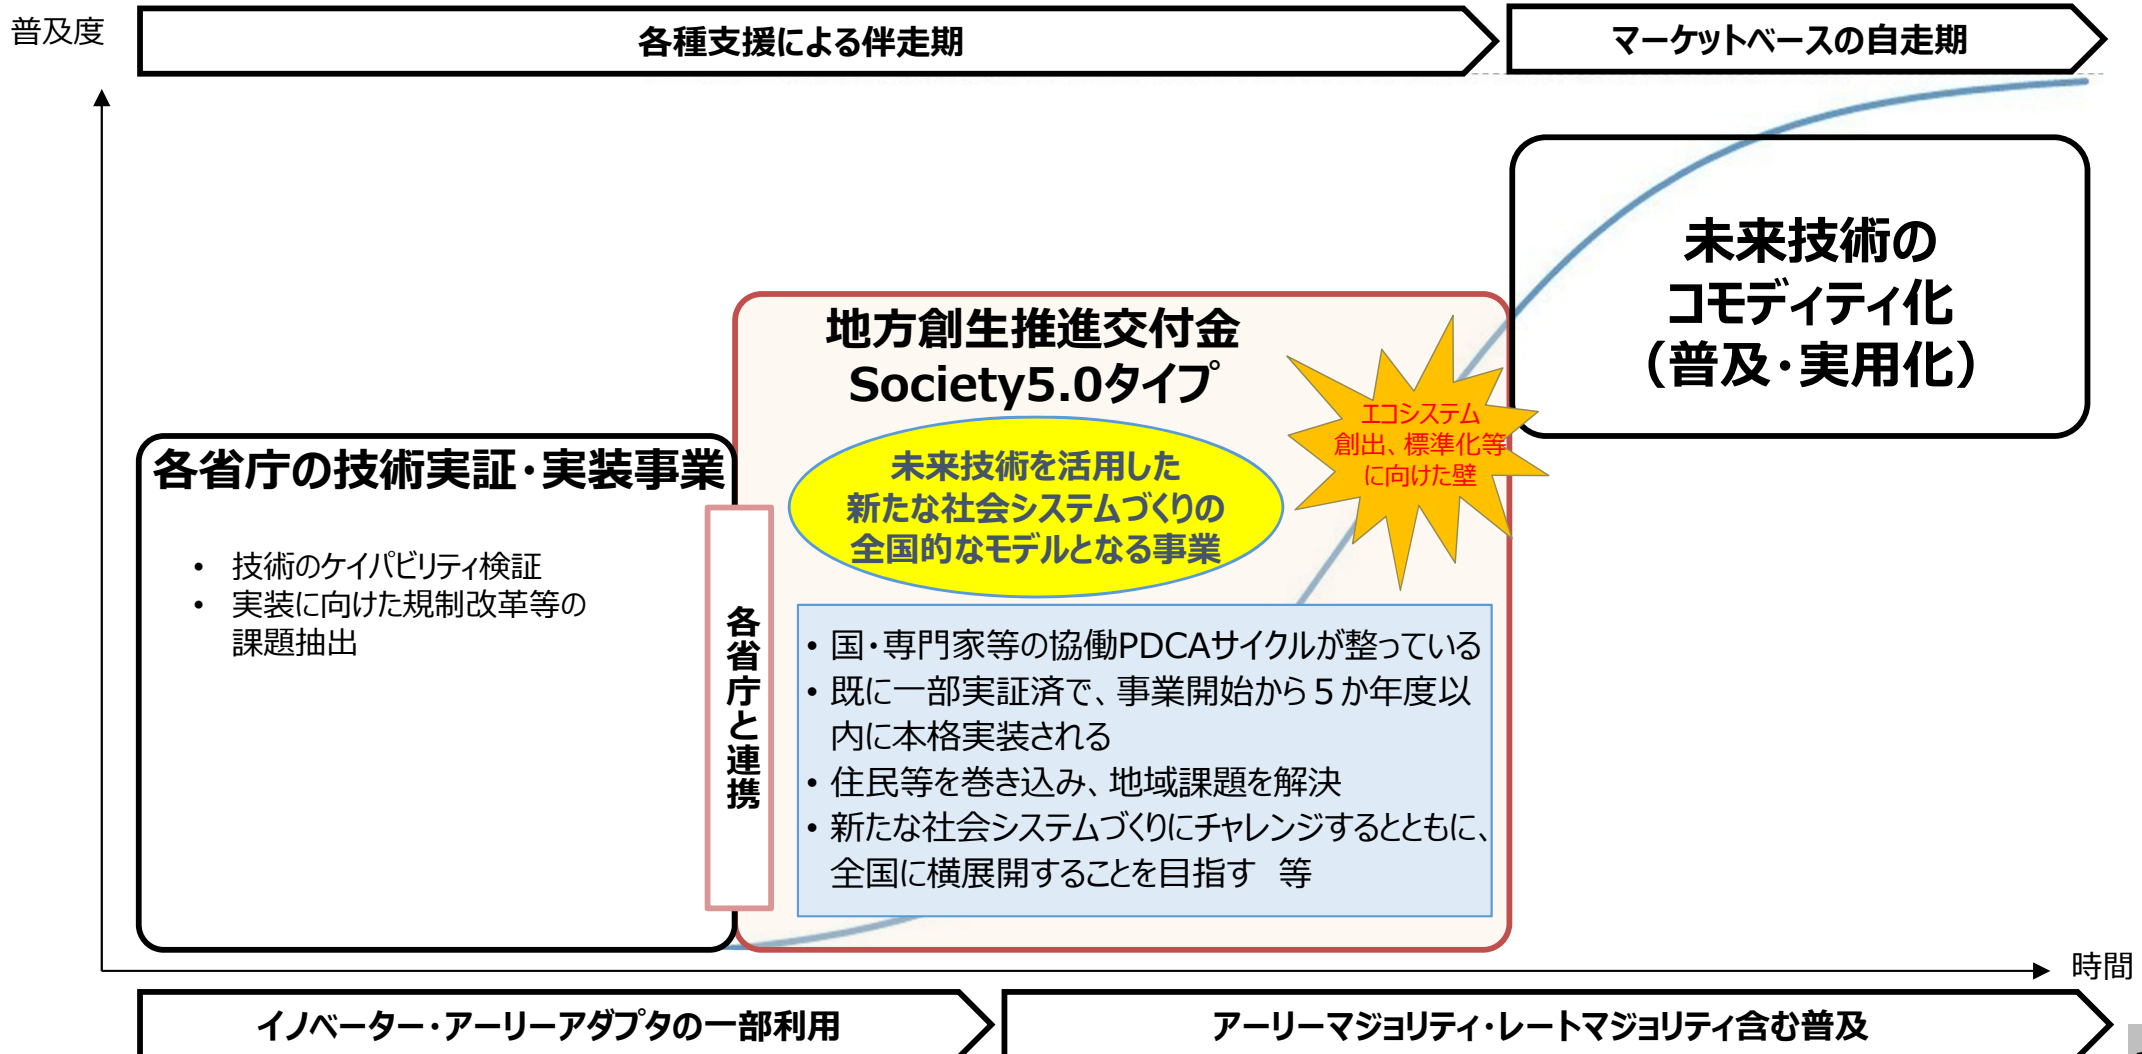 普及度
各種支援による伴走期
マーケットベースの自走期
未来技術の
コモディティ化
（普及・実用化）
地方創生推進交付金
Society5.0タイプ
エコシステム
創出、標準化等
に向けた壁
未来技術を活用した
新たな社会システムづくりの
全国的なモデルとなる事業
各省庁の技術実証・実装事業
• 技術のケイパビリティ検証
• 実装に向けた規制改革等の
課題抽出
各省庁と連携
• 国・専門家等の協働PDCAサイクルが整っている
• 既に一部実証済で、事業開始から５か年度以
内に本格実装される
• 住民等を巻き込み、地域課題を解決
• 新たな社会システムづくりにチャレンジするとともに、
全国に横展開することを目指す　等
時間
イノベーター・アーリーアダプタの一部利用
アーリーマジョリティ・レートマジョリティ含む普及